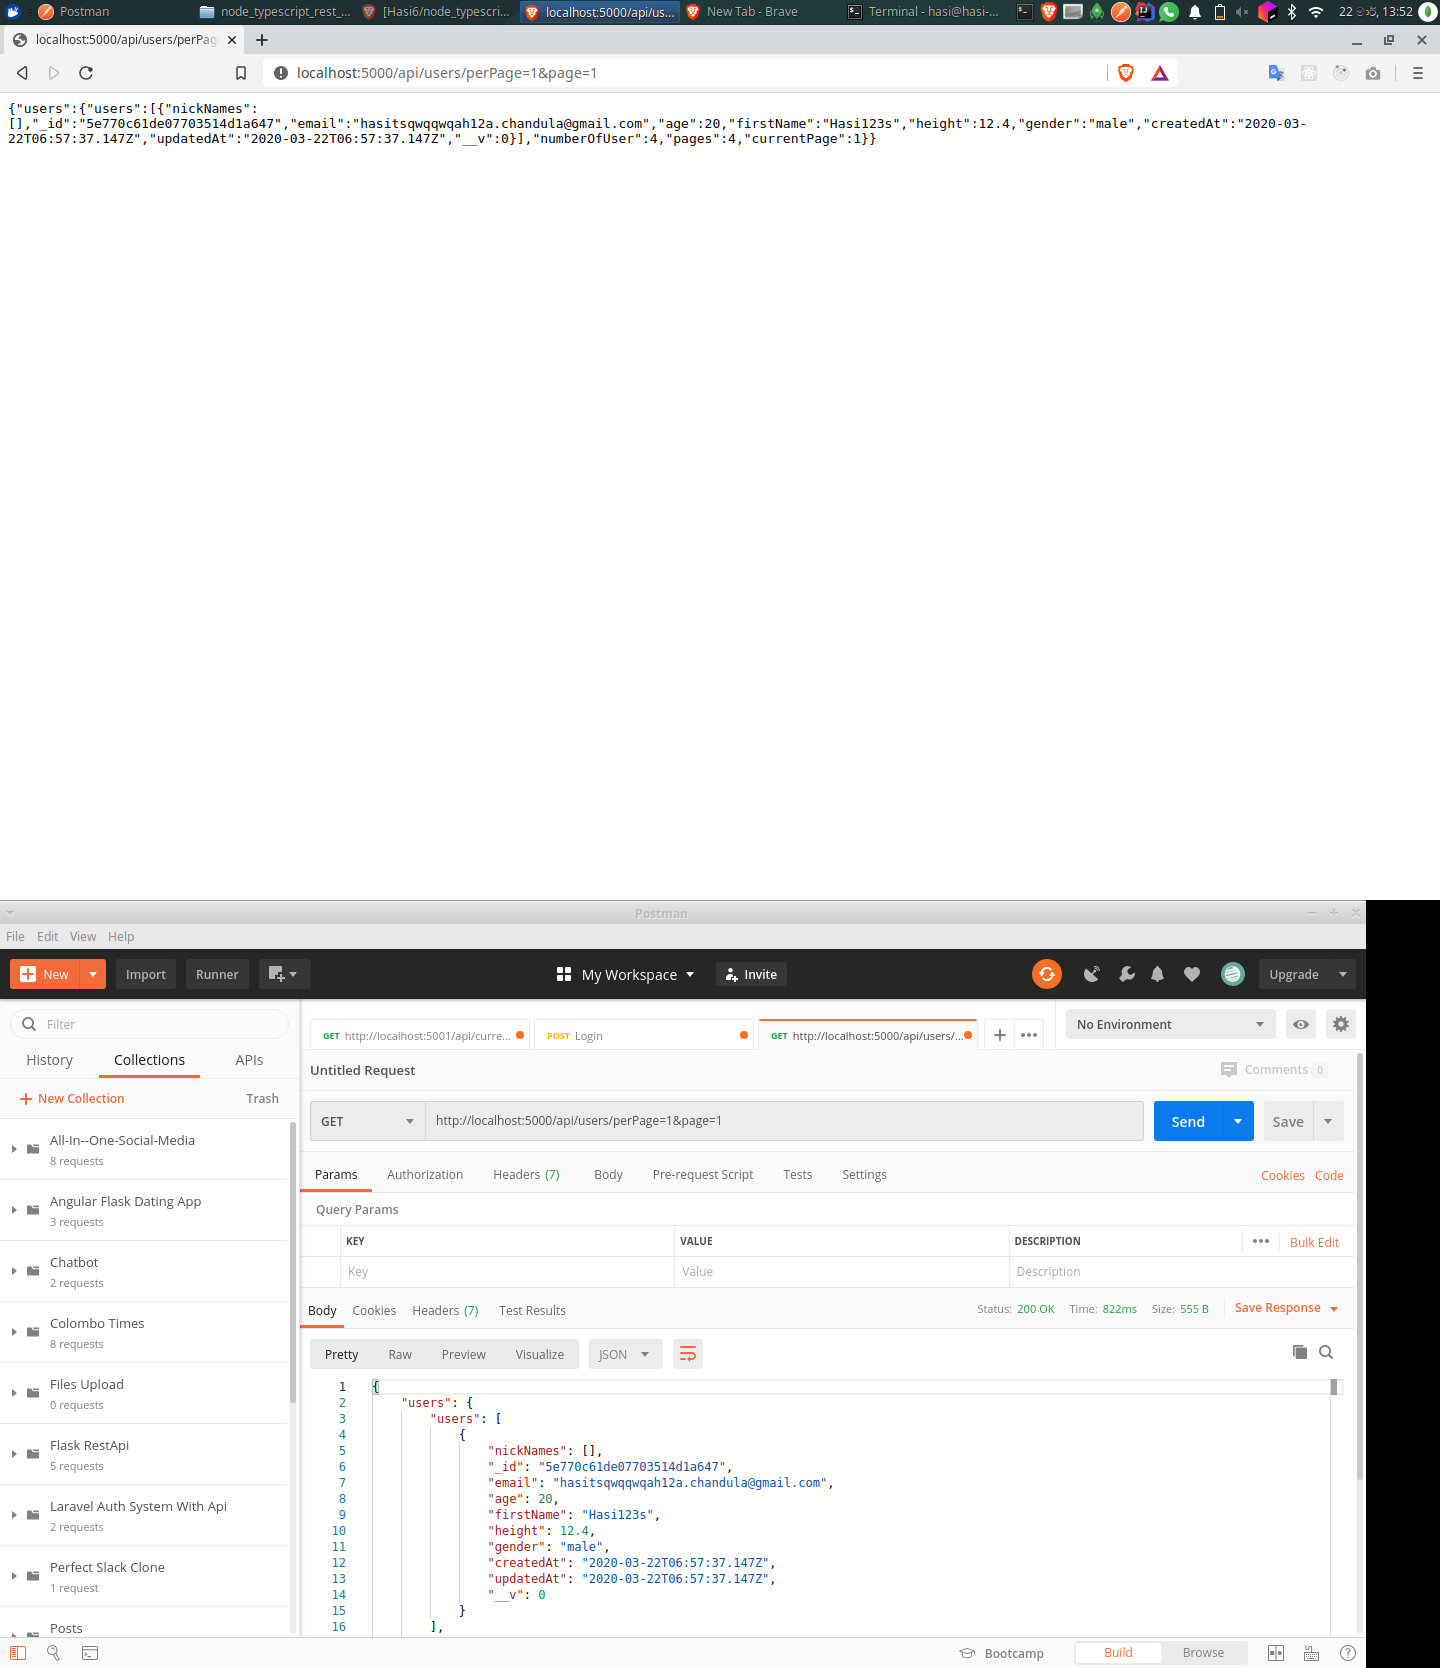 Postman
node_typescript_rest_...
[Hasi6/node_typescri...
localhost:5000/api/us...
New Tab - Brave
Terminal - hasi@hasi-...
22 මාර්, 13:52
localhost:5000/api/users/perPag
localhost:5000/api/users/perPage=1&page=1
{"users":{"users":[{"nickNames":
[],"_id":"5e770c61de07703514d1a647","email":"hasitsqwqqwqah12a.chandula@gmail.com","age":20,"firstName":"Hasi123s","height":12.4,"gender":"male","createdAt":"2020-03-
22T06:57:37.147Z","updatedAt":"2020-03-22T06:57:37.147Z","__v":0}],"numberOfUser":4,"pages":4,"currentPage":1}}
Postman
File Edit View Help
New Import Runner My Workspace Invite Upgrade
Filter
History Collections APIs
New Collection Trash
All-In--One-Social-Media
8 requests
Angular Flask Dating App
3 requests
Chatbot
2 requests
Colombo Times
8 requests
Files Upload
0 requests
Flask RestApi
5 requests
Laravel Auth System With Api
2 requests
Perfect Slack Clone
1 request
Posts
GET http://localhost:5001/api/curre...
POST Login
GET http://localhost:5000/api/users/...
No Environment
Untitled Request
Comments 0
GET http://localhost:5000/api/users/perPage=1&page=1 Send Save
Params Authorization Headers (7) Body Pre-request Script Tests Settings Cookies Code
Query Params
KEY VALUE DESCRIPTION Bulk Edit
Key Value Description
Body Cookies Headers (7) Test Results Status: 200 OK Time: 822ms Size: 555 B Save Response
Pretty Raw Preview Visualize JSON
1 {
2 "users": {
3 "users": [
4 {
5 "nickNames": [],
6 "_id": "5e770c61de07703514d1a647",
7 "email": "hasitsqwqqwqah12a.chandula@gmail.com",
8 "age": 20,
9 "firstName": "Hasi123s",
10 "height": 12.4,
11 "gender": "male",
12 "createdAt": "2020-03-22T06:57:37.147Z",
13 "updatedAt": "2020-03-22T06:57:37.147Z",
14 "__v": 0
15 }
16 ],
Bootcamp Build Browse